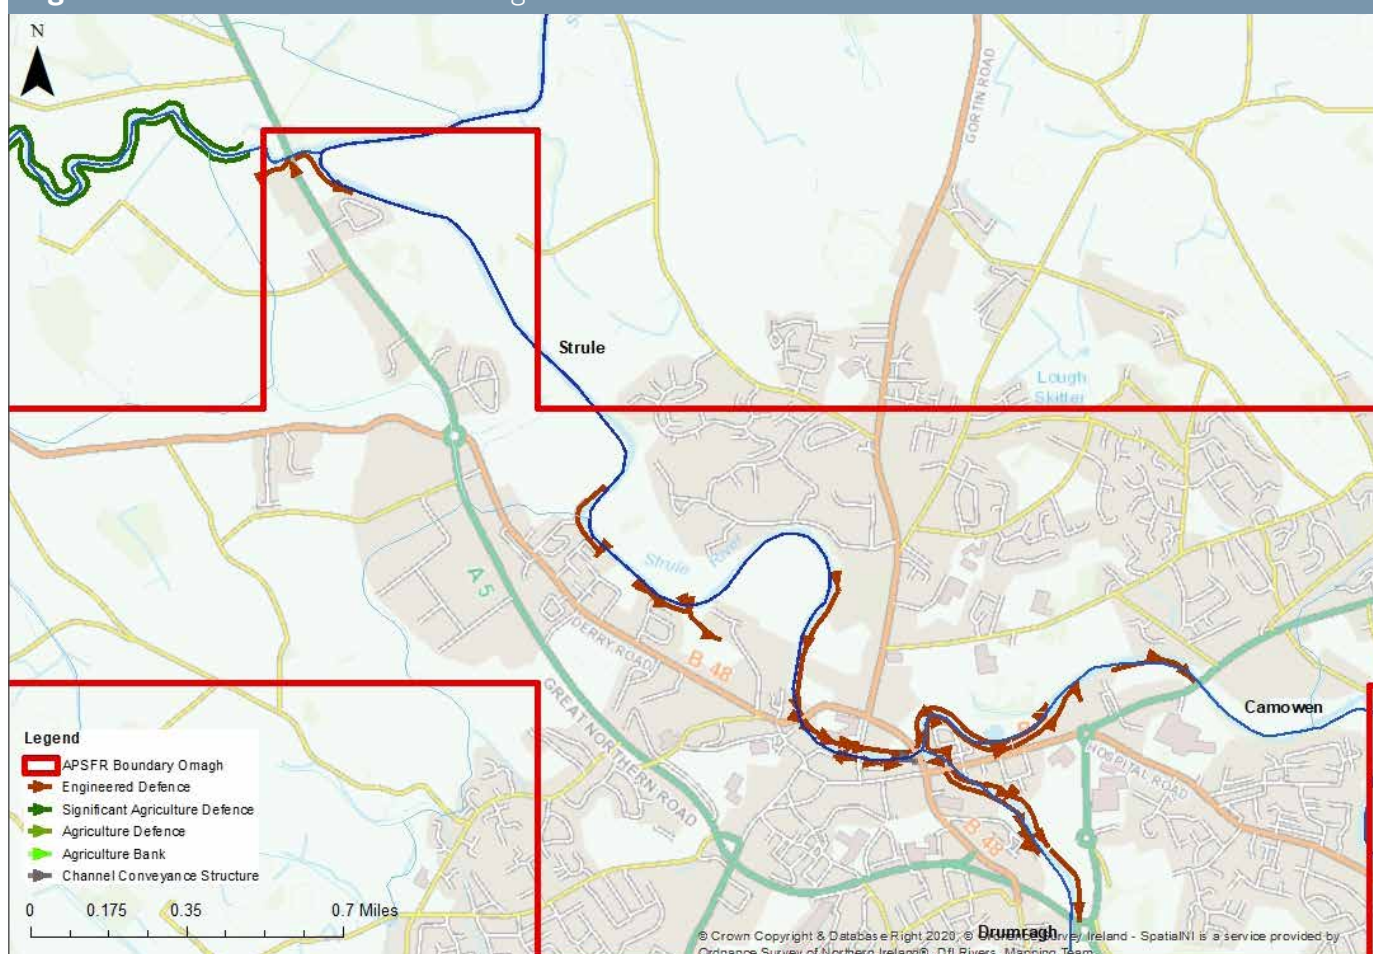 N
GORTIN ROAD
Strule
Lough
Skitter
Strule River
A 5
DERRY ROAD
B 48
GREAT NORTHERN ROAD
Camowen
HOSPITAL ROAD
B 48
Legend
APSFR Boundary Omagh
Engineered Defence
Significant Agriculture Defence
Agriculture Defence
Agriculture Bank
Channel Conveyance Structure
0 0.175 0.35 0.7 Miles
Drumragh
© Crown Copyright & Database Right 2020, © Survey Ireland - SpatialNI is a service provided by
Ordnance Survey of Northern Ireland®, DfI Rivers, Mapping Team